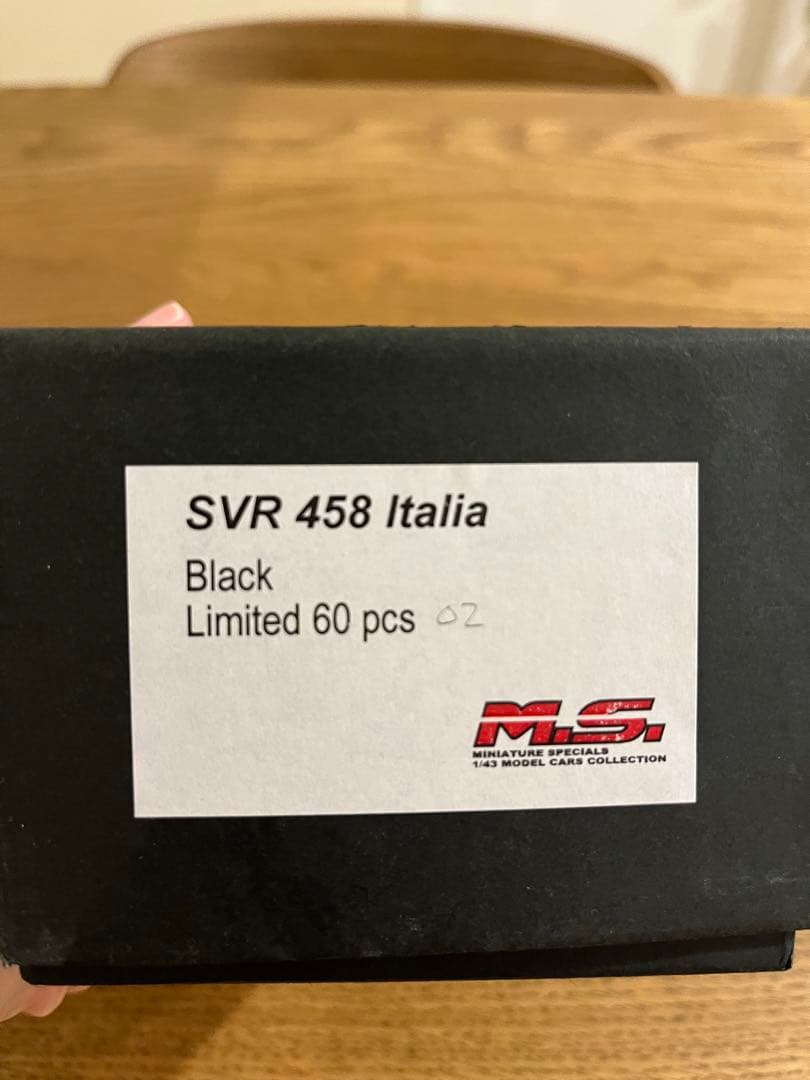 SVR 458 Italia
Black
Limited 60 pcs 02
M.S.
MINIATURE SPECIALS
1/43 MODEL CARS COLLECTION